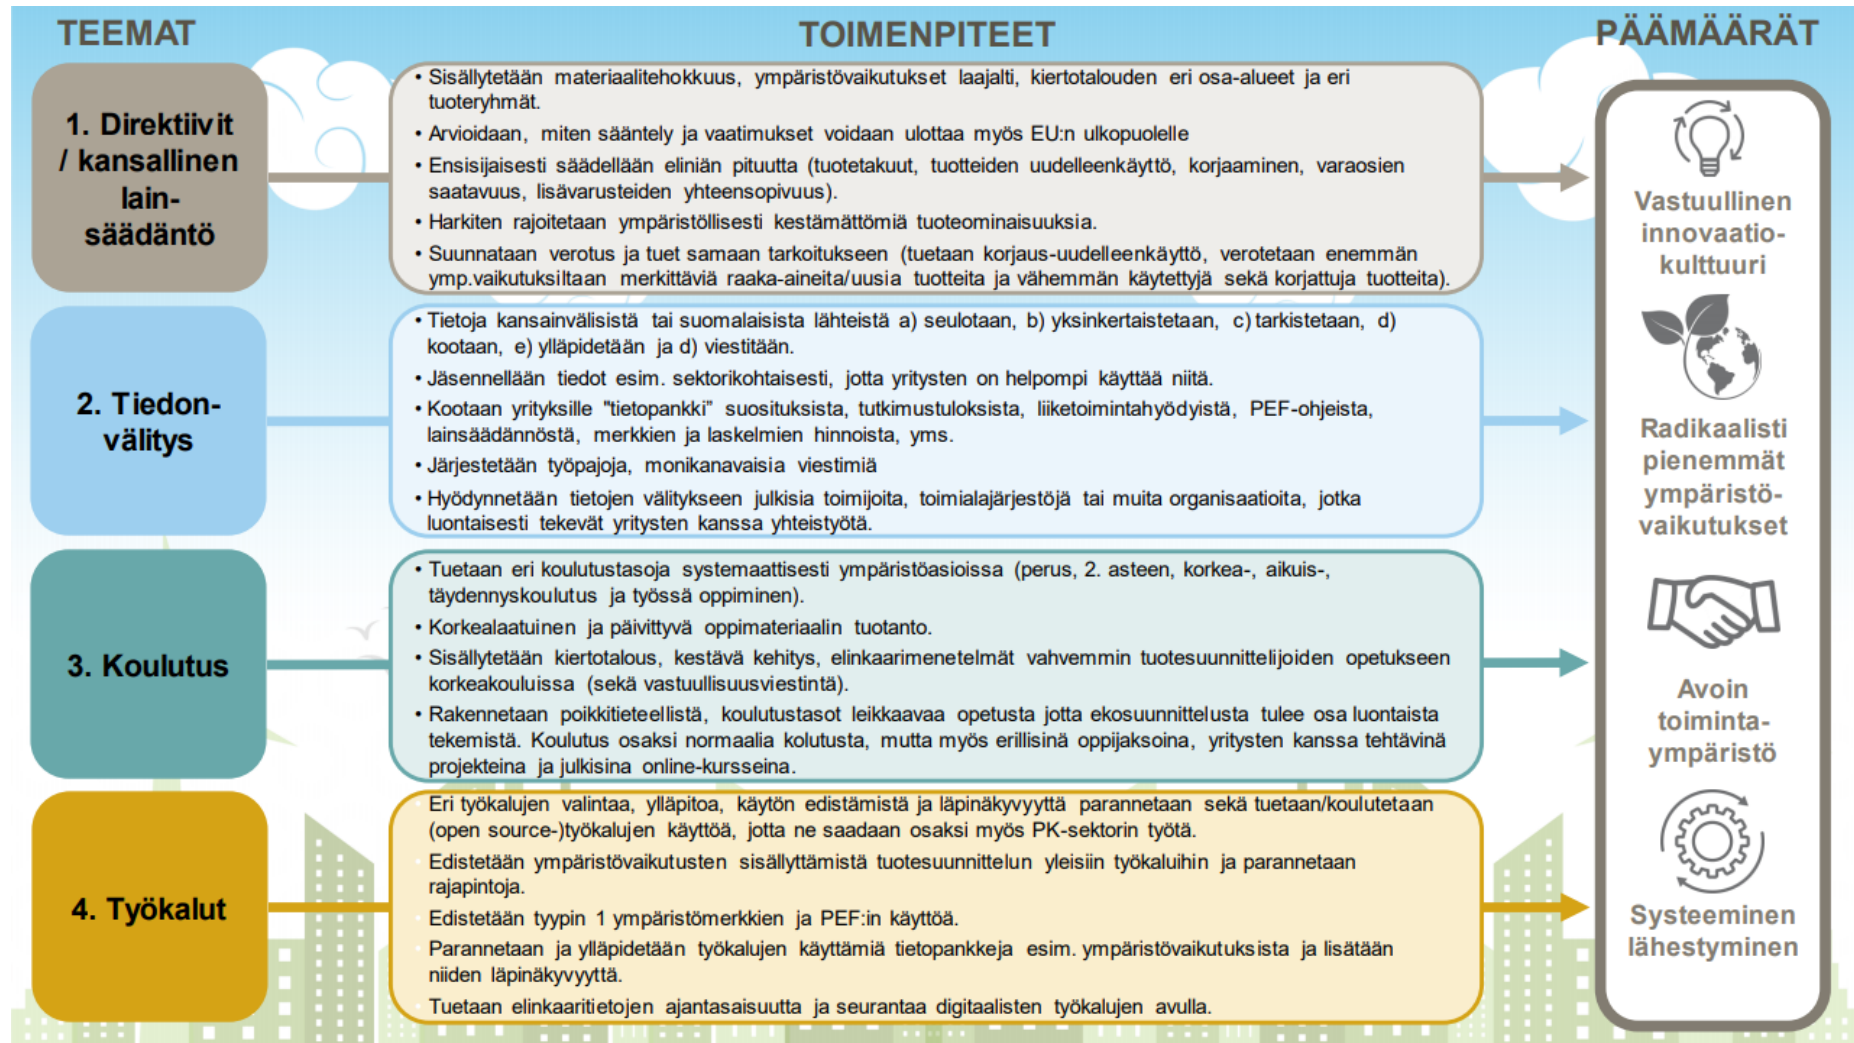 TEEMAT
TOIMENPITEET
PÄÄMÄÄRÄT
1. Direktiivit
/ kansallinen
lain-
säädäntö
• Sisällytetään materiaalitehokkuus, ympäristövaikutukset laajalti, kiertotalouden eri osa-alueet ja eri
tuoteryhmät.
• Arvioidaan, miten sääntely ja vaatimukset voidaan ulottaa myös EU:n ulkopuolelle
• Ensisijaisesti säädellään eliniän pituutta (tuotetakuut, tuotteiden uudelleenkäyttö, korjaaminen, varaosien
saatavuus, lisävarusteiden yhteensopivuus).
• Harkiten rajoitetaan ympäristöllisesti kestämättömiä tuoteominaisuuksia.
• Suunnataan verotus ja tuet samaan tarkoitukseen (tuetaan korjaus-uudelleenkäyttö, verotetaan enemmän
ymp.vaikutuksiltaan merkittäviä raaka-aineita/uusia tuotteita ja vähemmän käytettyjä sekä korjattuja tuotteita).
2. Tiedon-
välitys
• Tietoja kansainvälisistä tai suomalaisista lähteistä a) seulotaan, b) yksinkertaistetaan, c) tarkistetaan, d)
kootaan, e) ylläpidetään ja d) viestitään.
• Jäsennellään tiedot esim. sektorikohtaisesti, jotta yritysten on helpompi käyttää niitä.
• Kootaan yrityksille "tietopankki” suosituksista, tutkimustuloksista, liiketoimintahyödyistä, PEF-ohjeista,
lainsäädännöstä, merkkien ja laskelmien hinnoista, yms.
• Järjestetään työpajoja, monikanavaisia viestimiä
• Hyödynnetään tietojen välitykseen julkisia toimijoita, toimialajärjestöjä tai muita organisaatioita, jotka
luontaisesti tekevät yritysten kanssa yhteistyötä.
3. Koulutus
• Tuetaan eri koulutustasoja systemaattisesti ympäristöasioissa (perus, 2. asteen, korkea-, aikuis-,
täydennyskoulutus ja työssä oppiminen).
• Korkealaatuinen ja päivittyvä oppimateriaalin tuotanto.
• Sisällytetään kiertotalous, kestävä kehitys, elinkaarimenetelmät vahvemmin tuotesuunnittelijoiden opetukseen
korkeakouluissa (sekä vastuullisuusviestintä).
• Rakennetaan poikkitieteellistä, koulutustasot leikkaavaa opetusta jotta ekosuunnittelusta tulee osa luontaista
tekemistä. Koulutus osaksi normaalia kolutusta, mutta myös erillisinä oppijaksoina, yritysten kanssa tehtävinä
projekteina ja julkisina online-kursseina.
4. Työkalut
Eri työkalujen valintaa, ylläpitoa, käytön edistämistä ja läpinäkyvyyttä parannetaan sekä tuetaan/koulutetaan
(open source-)työkalujen käyttöä, jotta ne saadaan osaksi myös PK-sektorin työtä.
Edistetään ympäristövaikutusten sisällyttämistä tuotesuunnittelun yleisiin työkaluihin ja parannetaan
rajapintoja.
Edistetään tyypin 1 ympäristömerkkien ja PEF:in käyttöä.
Parannetaan ja ylläpidetään työkalujen käyttämiä tietopankkeja esim. ympäristövaikutuksista ja lisätään
niiden läpinäkyvyyttä.
Tuetaan elinkaaritietojen ajantasaisuutta ja seurantaa digitaalisten työkalujen avulla.
Vastuullinen
innovaatio-
kulttuuri
Radikaalisti
pienemmät
ympäristö-
vaikutukset
Avoin
toiminta-
ympäristö
Systeeminen
lähestyminen